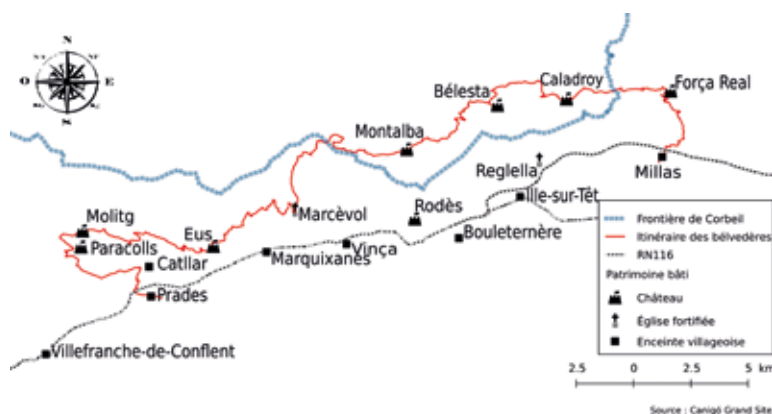 N
O
E
S
Bélesta
Caladroy
Força Real
Montalba
Reglella
Millas
Ille-sur-Têt
Molitg
Marcèvol
Rodès
Paracolls
Eus
Bouleternère
Catllar
Marquixanes
Vinça
Prades
Villefranche-de-Conflent
Frontière de Corbeil
Itinéraire des bélvedères
RN116
Patrimoine bâti
Château
Église fortifiée
Enceinte villageoise
2.5 0 2.5 5 km
Source : Canigó Grand Site